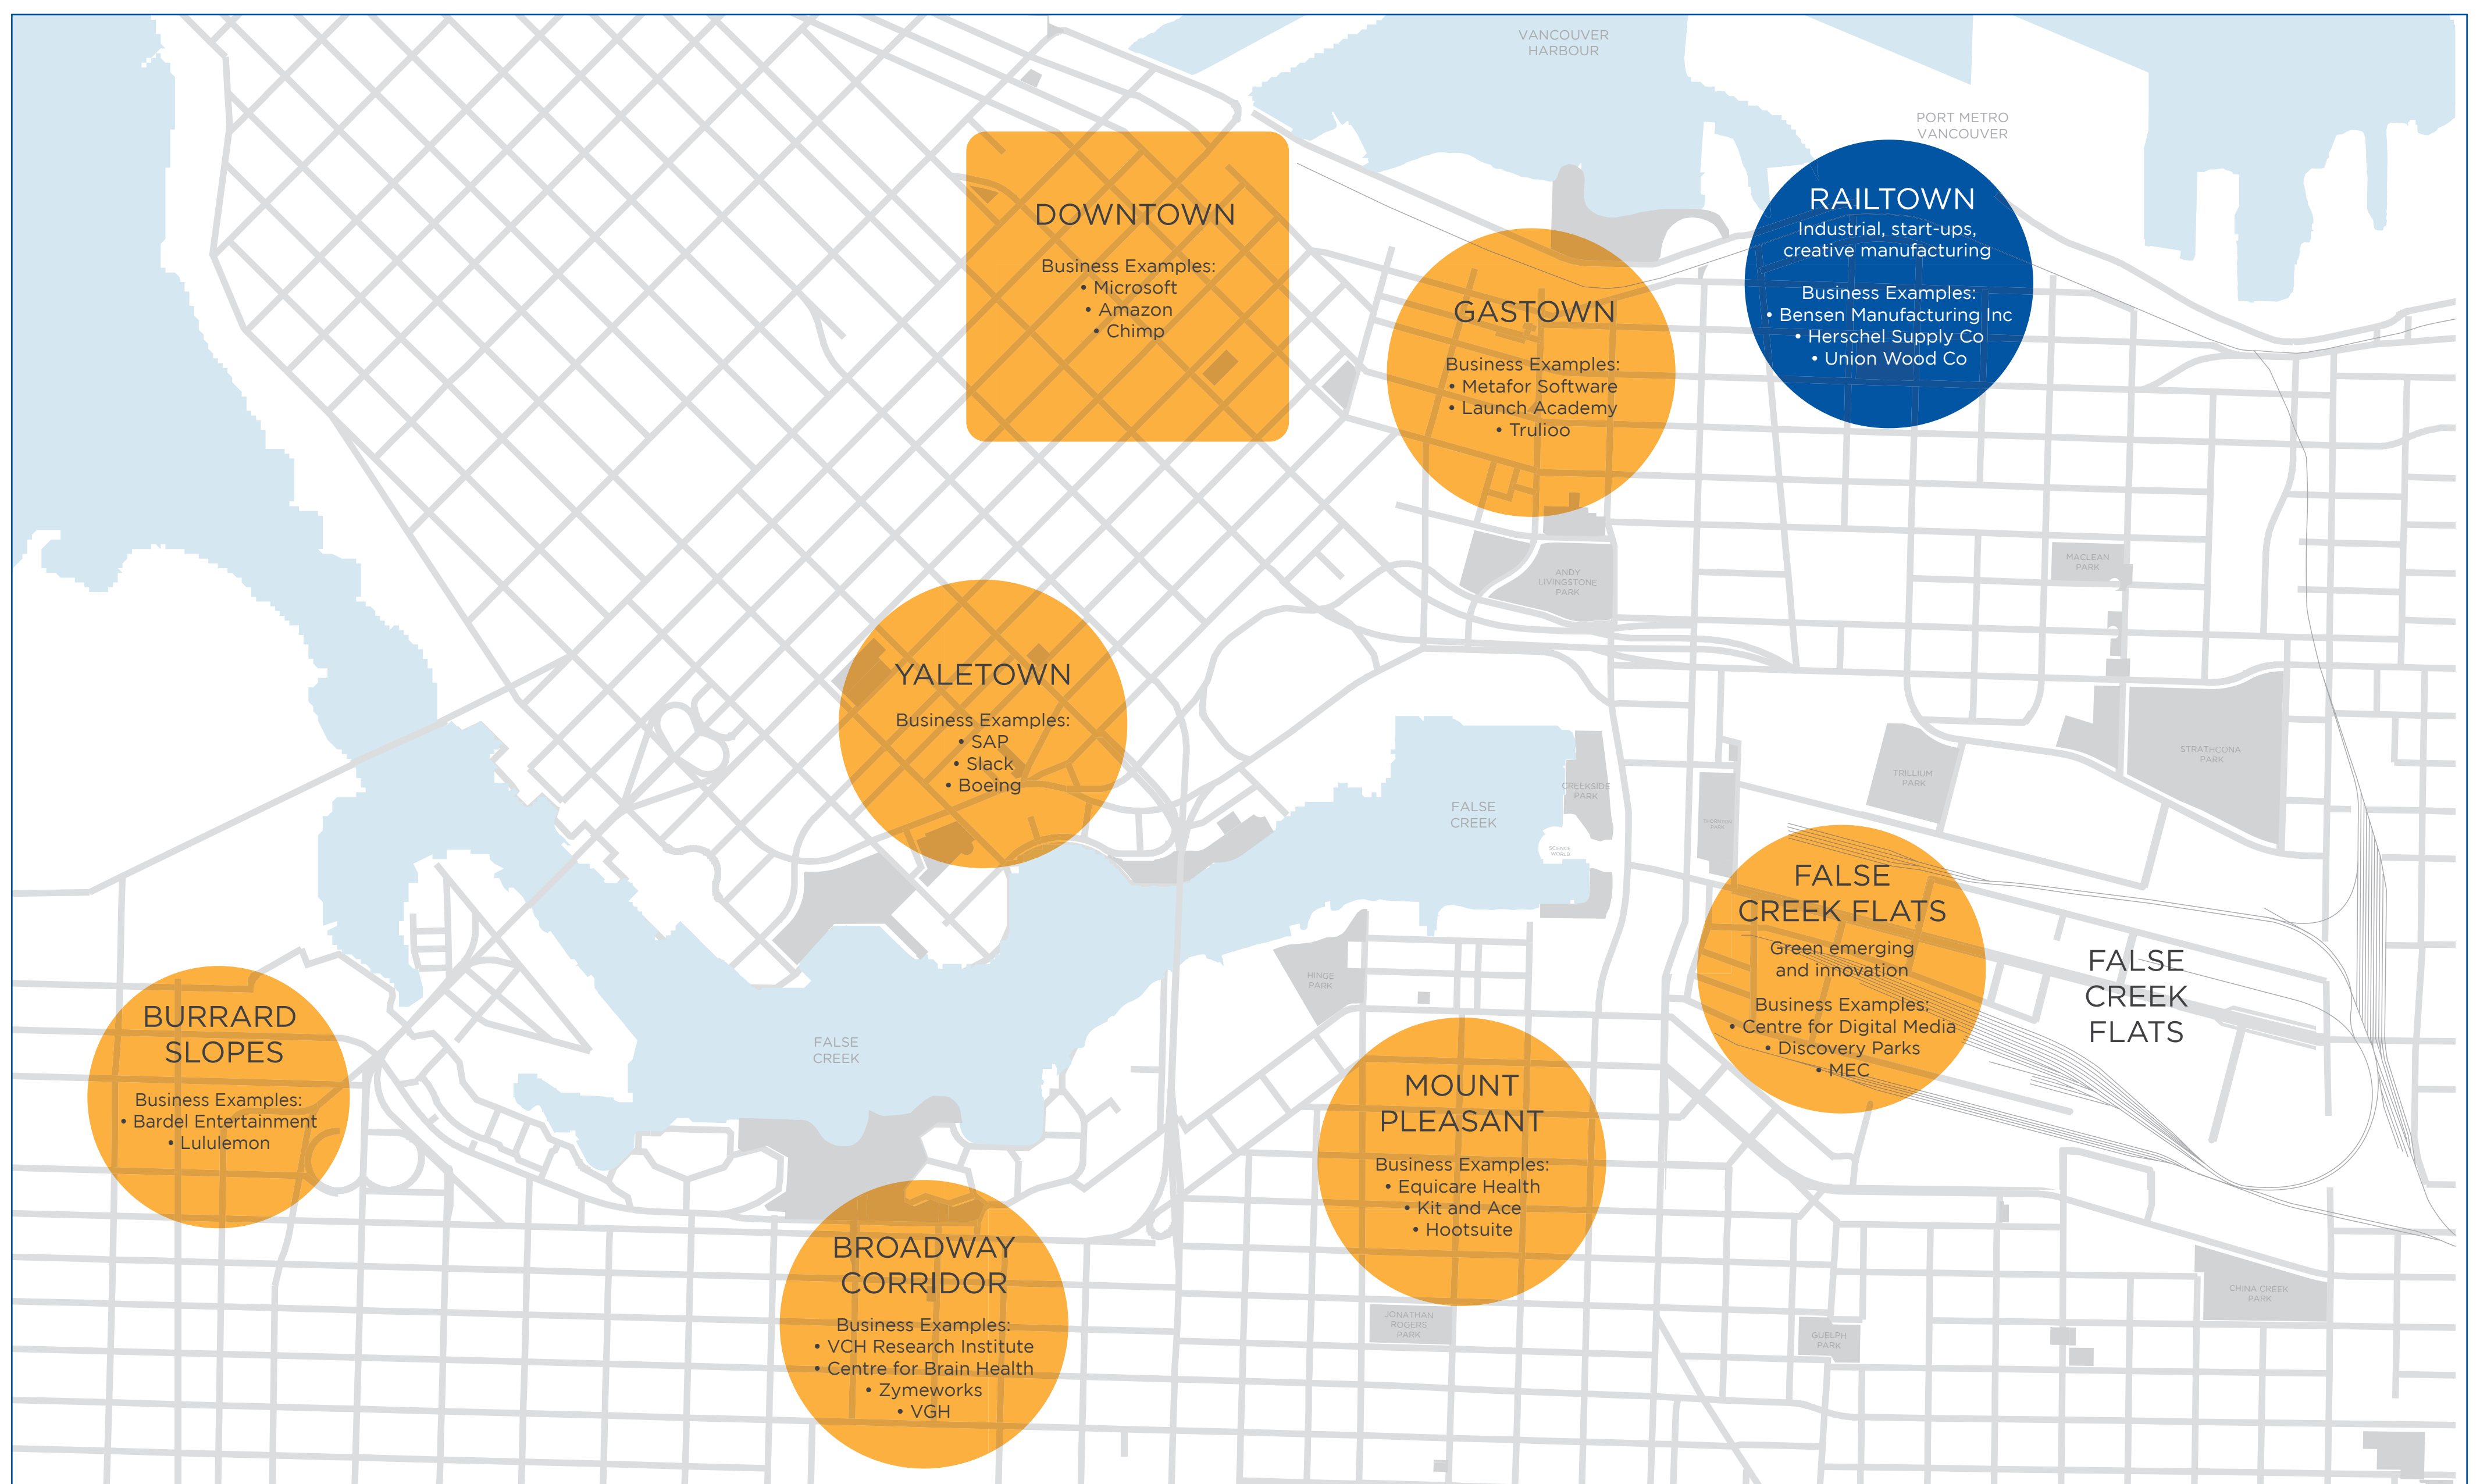 VANCOUVER
HARBOUR
PORT METRO
VANCOUVER
DOWNTOWN
Business Examples:
• Microsoft
• Amazon
• Chimp
GASTOWN
Business Examples:
• Metafor Software
• Launch Academy
• Trulioo
RAILTOWN
Industrial, start-ups,
creative manufacturing
Business Examples:
• Bensen Manufacturing Inc
• Herschel Supply Co
• Union Wood Co
ANDY
LIVINGSTONE
PARK
MACLEAN
PARK
YALETOWN
Business Examples:
• SAP
• Slack
• Boeing
FALSE
CREEK
CREEKSIDE
PARK
SCIENCE
WORLD
THORNTON
PARK
TRILLIUM
PARK
STRATHCONA
PARK
FALSE
CREEK FLATS
Green emerging
and innovation
Business Examples:
• Centre for Digital Media
• Discovery Parks
• MEC
FALSE
CREEK
FLATS
HINGE
PARK
BURRARD
SLOPES
Business Examples:
• Bardel Entertainment
• Lululemon
FALSE
CREEK
MOUNT
PLEASANT
Business Examples:
• Equicare Health
• Kit and Ace
• Hootsuite
BROADWAY
CORRIDOR
Business Examples:
• VCH Research Institute
• Centre for Brain Health
• Zymeworks
• VGH
JONATHAN
ROGERS
PARK
GUELPH
PARK
CHINA CREEK
PARK